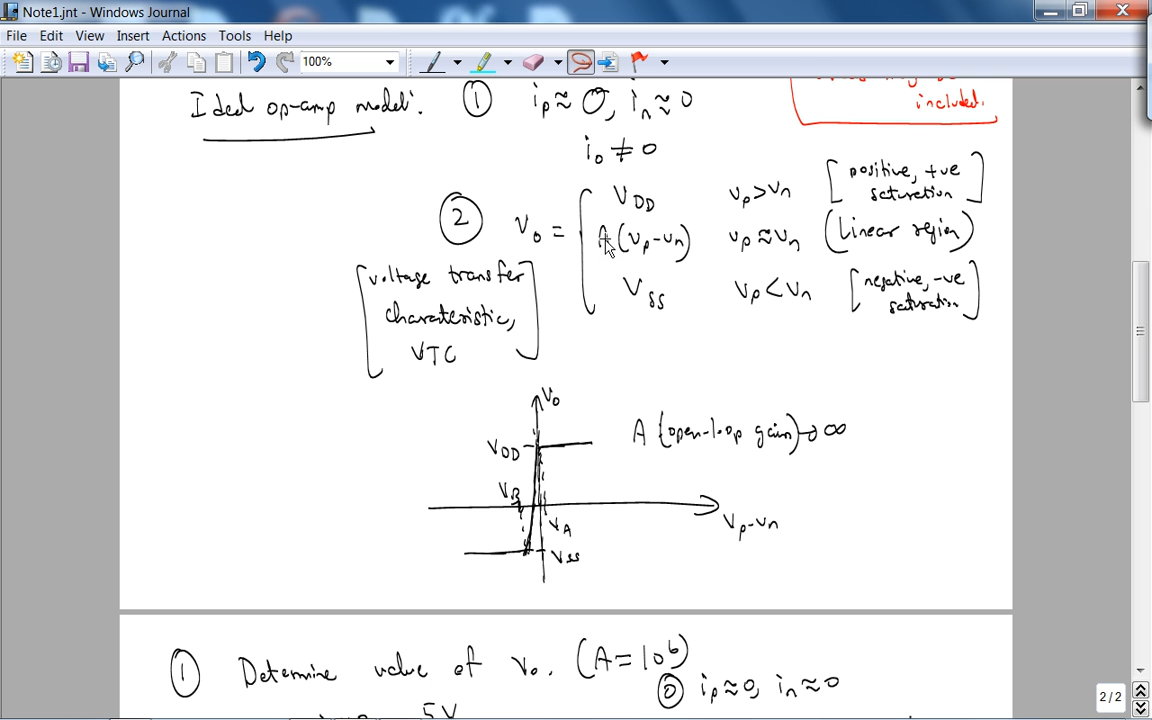 Note1.jnt - Windows Journal
File Edit View Insert Actions Tools Help
100%
included.
Ideal op-amp model: ① ip≈0, in≈0
io ≠ 0
② Vo = { VDD vp>vn [positive, +ve saturation]
A(vp-vn) vp≈vn (linear region)
VSS vp<vn [negative, -ve saturation]
[voltage transfer
charateristic,
VTC]
Vo
VDD
A (open-loop gain)→∞
VB
VA
Vp-vn
VSS
① Determine value of vo. (A=10⁶)
⓪ ip≈0, in≈0
5V
2/2